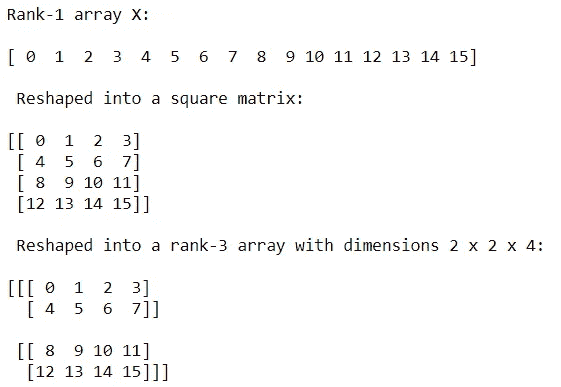 Rank-1 array X:
[ 0  1  2  3  4  5  6  7  8  9 10 11 12 13 14 15]
Reshaped into a square matrix:
[[ 0  1  2  3]
 [ 4  5  6  7]
 [ 8  9 10 11]
 [12 13 14 15]]
Reshaped into a rank-3 array with dimensions 2 x 2 x 4:
[[[ 0  1  2  3]
  [ 4  5  6  7]]
 [[ 8  9 10 11]
  [12 13 14 15]]]